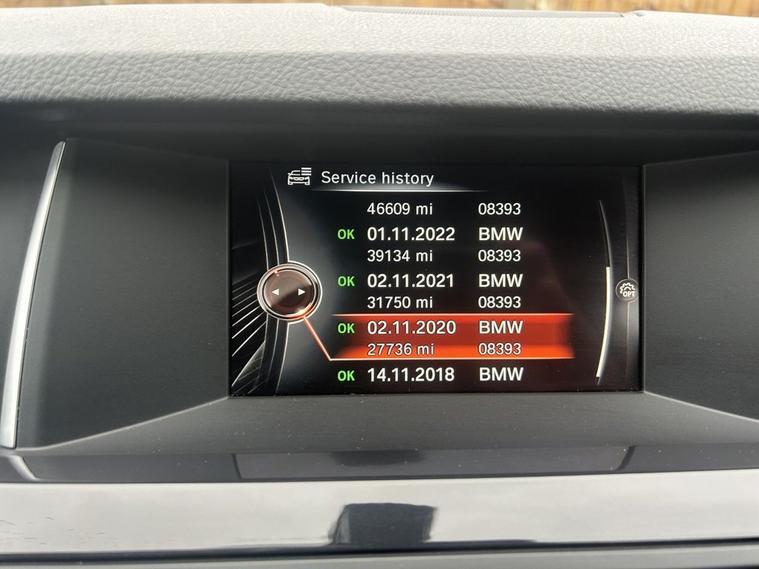 Service history
46609 mi 08393
OK 01.11.2022 BMW
39134 mi 08393
OK 02.11.2021 BMW
31750 mi 08393
OK 02.11.2020 BMW
27736 mi 08393
OK 14.11.2018 BMW
OPT